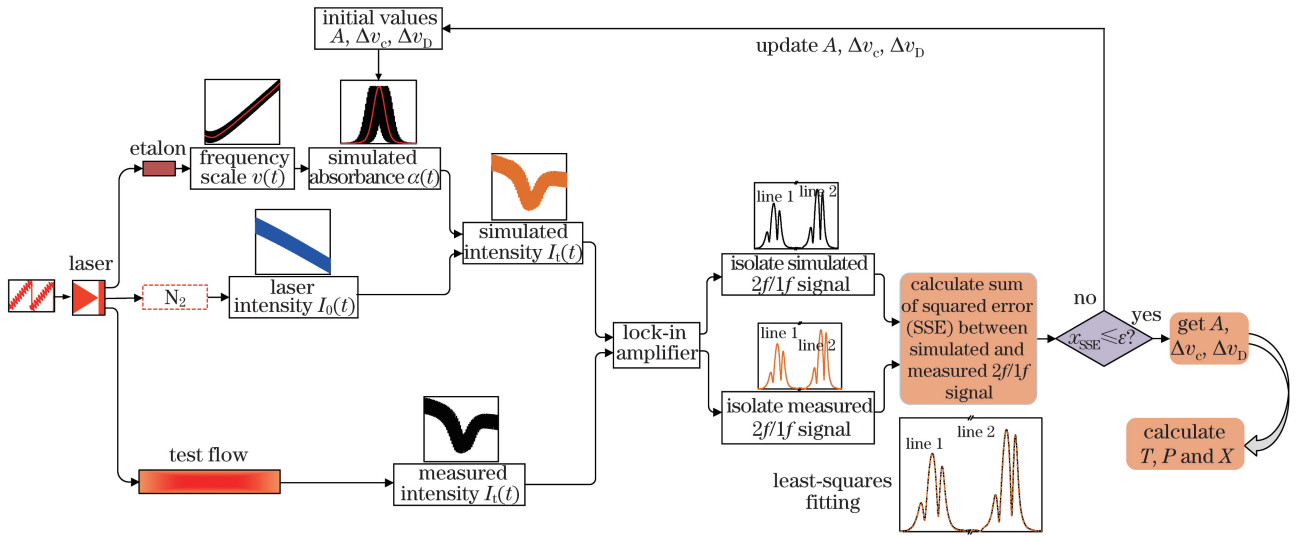 initial values
A, Δv_c, Δv_D
update A, Δv_c, Δv_D
etalon
frequency
scale v(t)
simulated
absorbance α(t)
simulated
intensity I_t(t)
laser
N_2
laser
intensity I_0(t)
test flow
measured
intensity I_t(t)
lock-in
amplifier
line 1
line 2
isolate simulated
2f/1f signal
line 1
line 2
isolate measured
2f/1f signal
calculate sum
of squared error
(SSE) between
simulated and
measured 2f/1f
signal
line 1
line 2
least-squares
fitting
no
x_SSE≤ε?
yes
get A,
Δv_c, Δv_D
calculate
T, P and X